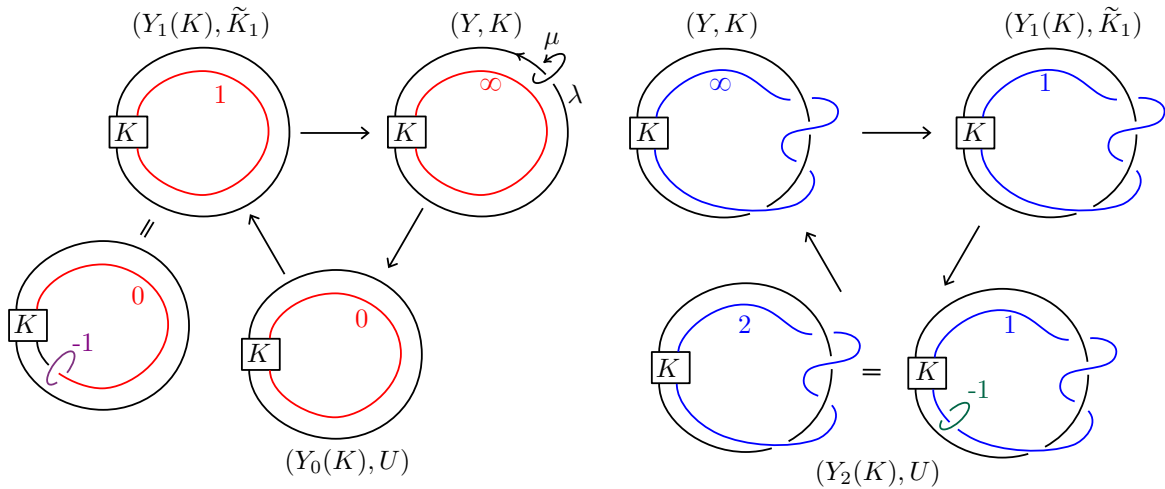 (Y₁(K), K̃₁)
(Y, K)
μ
λ
1
∞
K
K
(Y, K)
(Y₁(K), K̃₁)
∞
1
K
K
=
0
K
-1
0
K
(Y₀(K), U)
2
K
=
1
K
-1
(Y₂(K), U)